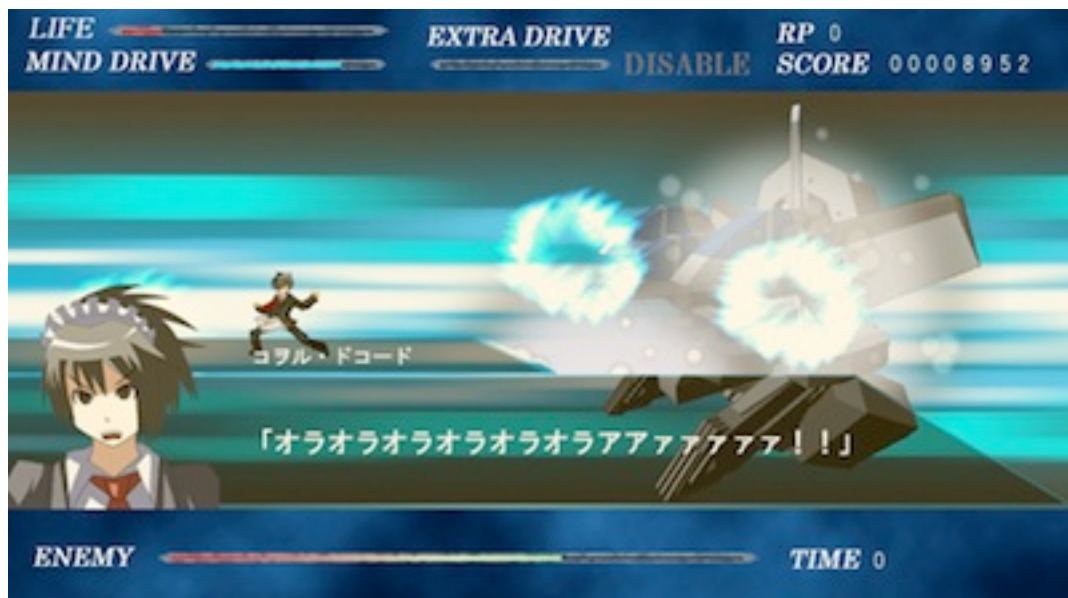 LIFE
MIND DRIVE
EXTRA DRIVE
DISABLE
RP 0
SCORE 00008952
コヲル・ドコード
「オラオラオラオラオラオラアアァァァァァ！！」
ENEMY
TIME 0